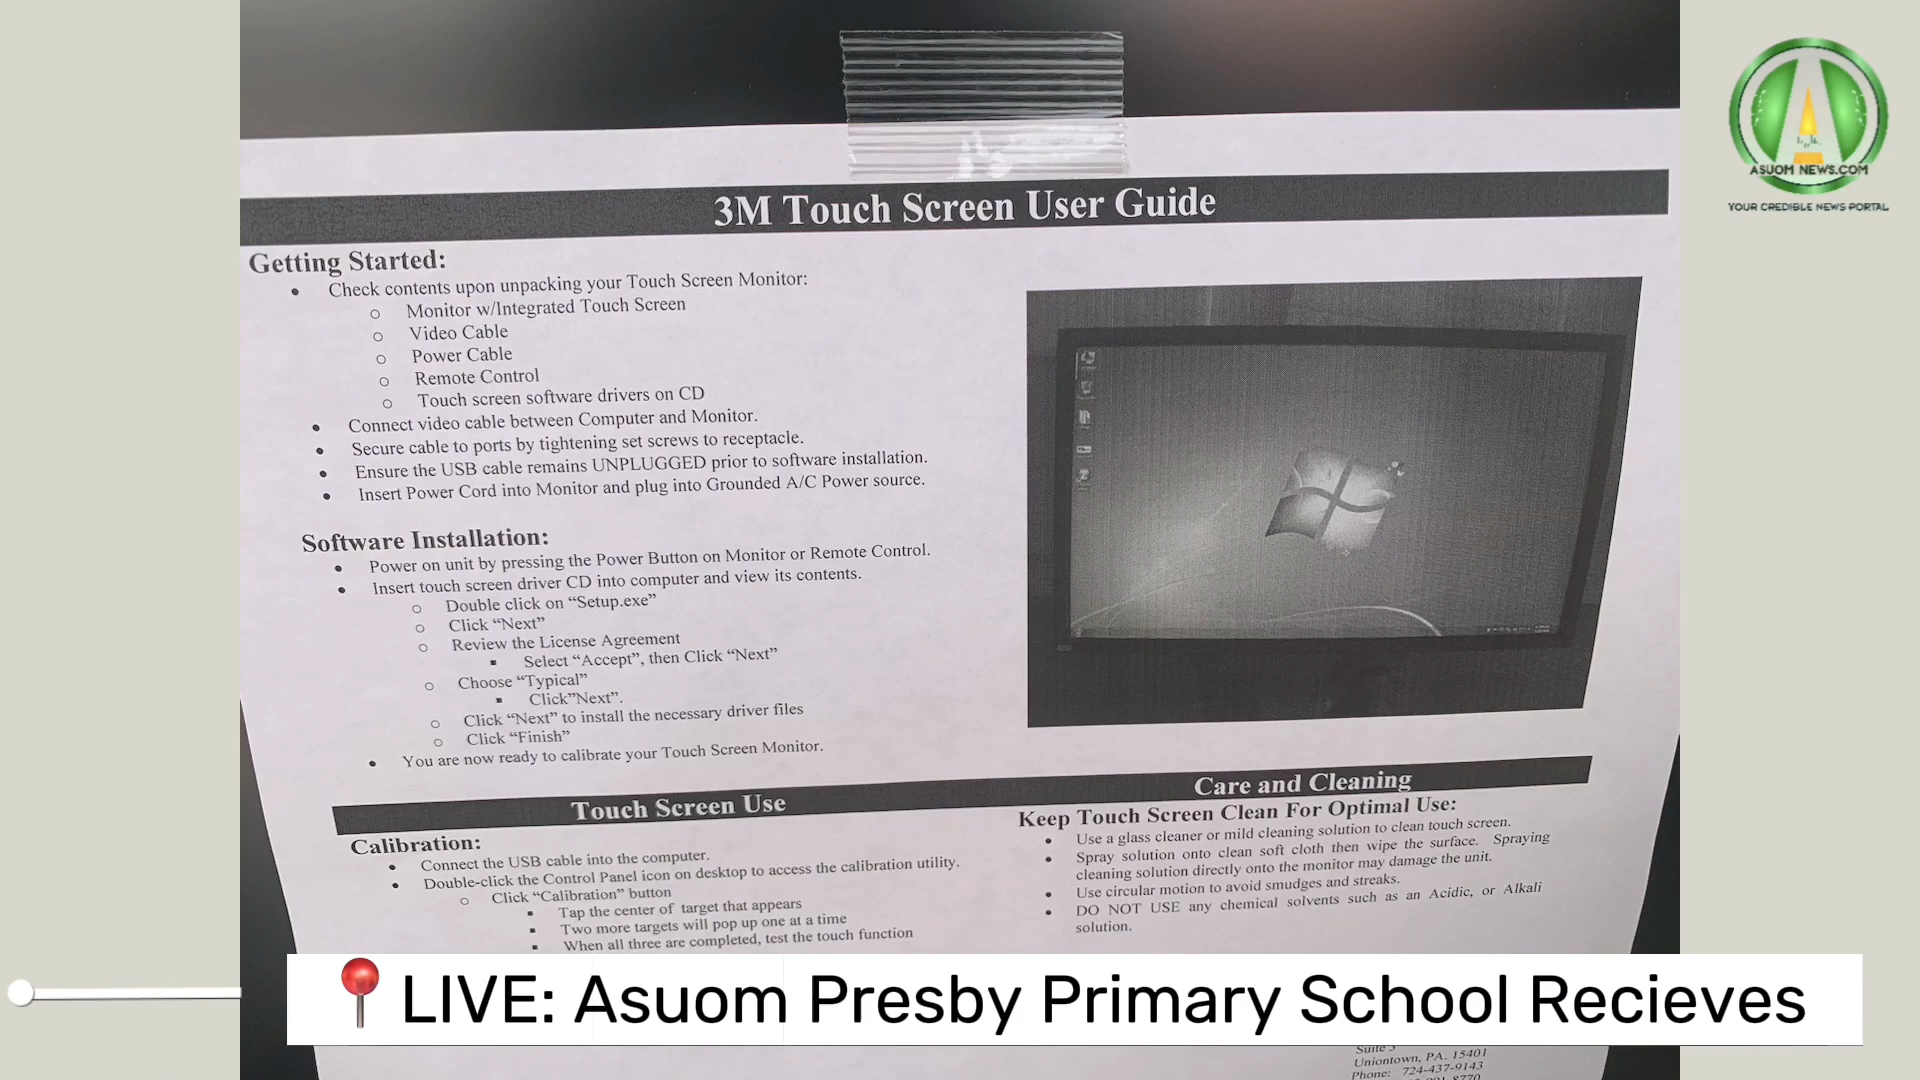 3M Touch Screen User Guide
Getting Started:
• Check contents upon unpacking your Touch Screen Monitor:
o Monitor w/Integrated Touch Screen
o Video Cable
o Power Cable
o Remote Control
o Touch screen software drivers on CD
• Connect video cable between Computer and Monitor.
• Secure cable to ports by tightening set screws to receptacle.
• Ensure the USB cable remains UNPLUGGED prior to software installation.
• Insert Power Cord into Monitor and plug into Grounded A/C Power source.
Software Installation:
• Power on unit by pressing the Power Button on Monitor or Remote Control.
• Insert touch screen driver CD into computer and view its contents.
o Double click on “Setup.exe”
o Click “Next”
o Review the License Agreement
▪ Select “Accept”, then Click “Next”
o Choose “Typical”
▪ Click”Next”.
o Click “Next” to install the necessary driver files
o Click “Finish”
• You are now ready to calibrate your Touch Screen Monitor.
Touch Screen Use
Calibration:
• Connect the USB cable into the computer.
• Double-click the Control Panel icon on desktop to access the calibration utility.
o Click “Calibration” button
▪ Tap the center of target that appears
▪ Two more targets will pop up one at a time
▪ When all three are completed, test the touch function
Care and Cleaning
Keep Touch Screen Clean For Optimal Use:
• Use a glass cleaner or mild cleaning solution to clean touch screen.
• Spray solution onto clean soft cloth then wipe the surface. Spraying
cleaning solution directly onto the monitor may damage the unit.
• Use circular motion to avoid smudges and streaks.
• DO NOT USE any chemical solvents such as an Acidic, or Alkali
solution.
Uniontown, PA. 15401
Phone: 724-437-9143
ASUOM NEWS.COM
YOUR CREDIBLE NEWS PORTAL
LIVE: Asuom Presby Primary School Recieves